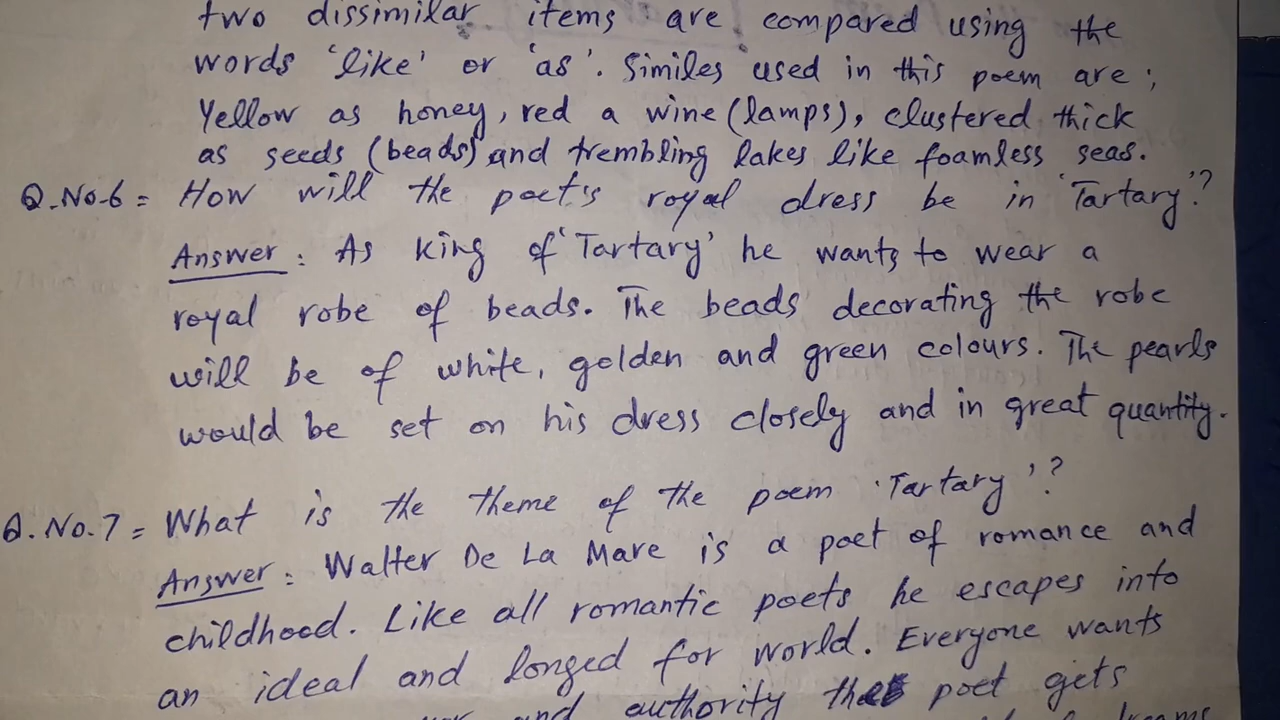 two dissimilar items are compared using the
words 'like' or 'as'. Similes used in this poem are;
Yellow as honey, red a wine (lamps), clustered thick
as seeds (beads) and trembling lakes like foamless seas.
Q.No-6 = How will the poet's royal dress be in 'Tartary'?
Answer: As king of 'Tartary' he wants to wear a
royal robe of beads. The beads decorating the robe
will be of white, golden and green colours. The pearls
would be set on his dress closely and in great quantity.
Q.No.7 = What is the theme of the poem 'Tartary'?
Answer: Walter De La Mare is a poet of romance and
childhood. Like all romantic poets he escapes into
an ideal and longed for world. Everyone wants
and authority poet gets
dreams